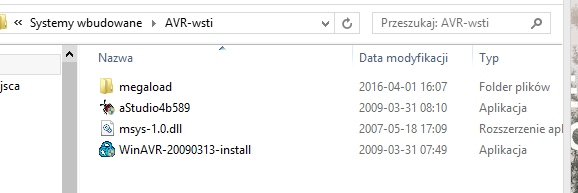 Systemy wbudowane AVR-wsti Przeszukaj: AVR-wsti
Nazwa Data modyfikacji Typ
megaload 2016-04-01 16:07 Folder plików
jsca aStudio4b589 2009-03-31 08:10 Aplikacja
msys-1.0.dll 2007-05-18 17:09 Rozszerzenie apl
WinAVR-20090313-install 2009-03-31 07:49 Aplikacja